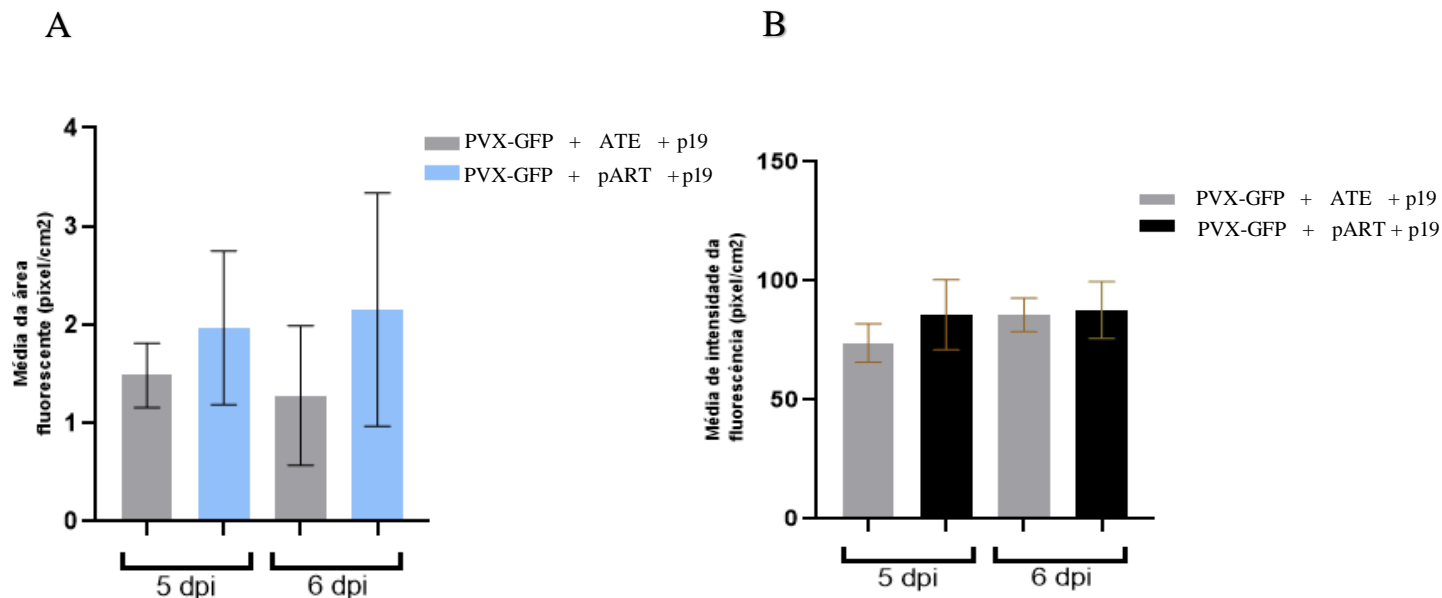 A
4
3
2
1
0
Média da área
fluorescente (pixel/cm2)
PVX-GFP + ATE + p19
PVX-GFP + pART + p19
5 dpi
6 dpi
B
150
100
50
0
Média de intensidade da
fluorescência (pixel/cm2)
PVX-GFP + ATE + p19
PVX-GFP + pART + p19
5 dpi
6 dpi